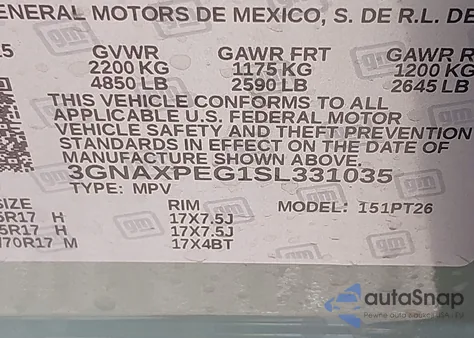 ENERAL MOTORS DE MEXICO, S. DE R.L. DE
GVWR GAWR FRT GAWR R
2200 KG 1175 KG 1200 KG
4850 LB 2590 LB 2645 LB
THIS VEHICLE CONFORMS TO ALL
APPLICABLE U.S. FEDERAL MOTOR
VEHICLE SAFETY AND THEFT PREVENTION
STANDARDS IN EFFECT ON THE DATE OF
MANUFACTURE SHOWN ABOVE.
3GNAXPEG1SL331035
TYPE: MPV
SIZE RIM MODEL: 151PT26
5R17 H 17X7.5J
5R17 H 17X7.5J
/70R17 M 17X4BT
gm
autoSnap